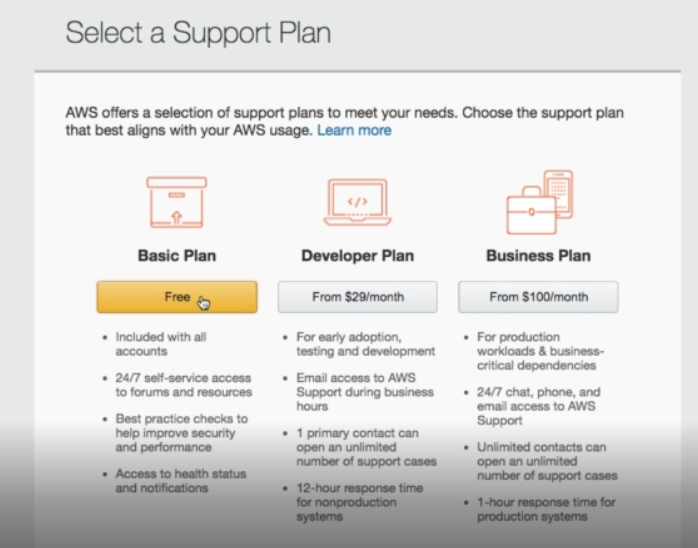 Select a Support Plan
AWS offers a selection of support plans to meet your needs. Choose the support plan
that best aligns with your AWS usage. Learn more
</>
Basic Plan
Free
• Included with all
accounts
• 24/7 self-service access
to forums and resources
• Best practice checks to
help improve security
and performance
• Access to health status
and notifications
Developer Plan
From $29/month
• For early adoption,
testing and development
• Email access to AWS
Support during business
hours
• 1 primary contact can
open an unlimited
number of support cases
• 12-hour response time
for nonproduction
systems
Business Plan
From $100/month
• For production
workloads & business-
critical dependencies
• 24/7 chat, phone, and
email access to AWS
Support
• Unlimited contacts can
open an unlimited
number of support cases
• 1-hour response time for
production systems